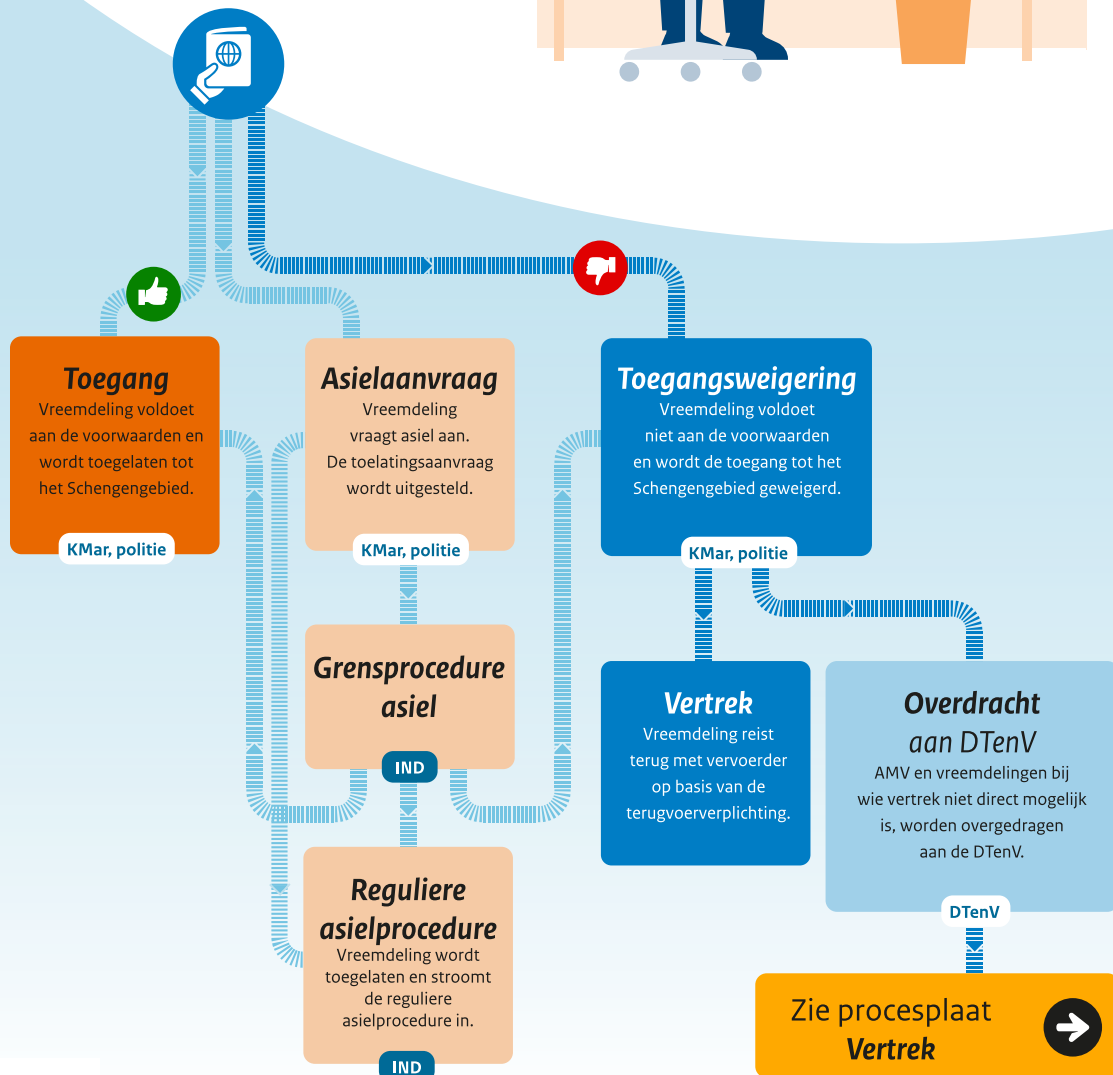 Toegang
Vreemdeling voldoet
aan de voorwaarden en
wordt toegelaten tot
het Schengengebied.
KMar, politie
Asielaanvraag
Vreemdeling
vraagt asiel aan.
De toelatingsaanvraag
wordt uitgesteld.
KMar, politie
Toegangsweigering
Vreemdeling voldoet
niet aan de voorwaarden
en wordt de toegang tot het
Schengengebied geweigerd.
KMar, politie
Grensprocedure
asiel
IND
Reguliere
asielprocedure
Vreemdeling wordt
toegelaten en stroomt
de reguliere
asielprocedure in.
IND
Vertrek
Vreemdeling reist
terug met vervoerder
op basis van de
terugvoerverplichting.
Overdracht
aan DTenV
AMV en vreemdelingen bij
wie vertrek niet direct mogelijk
is, worden overgedragen
aan de DTenV.
DTenV
Zie procesplaat
Vertrek